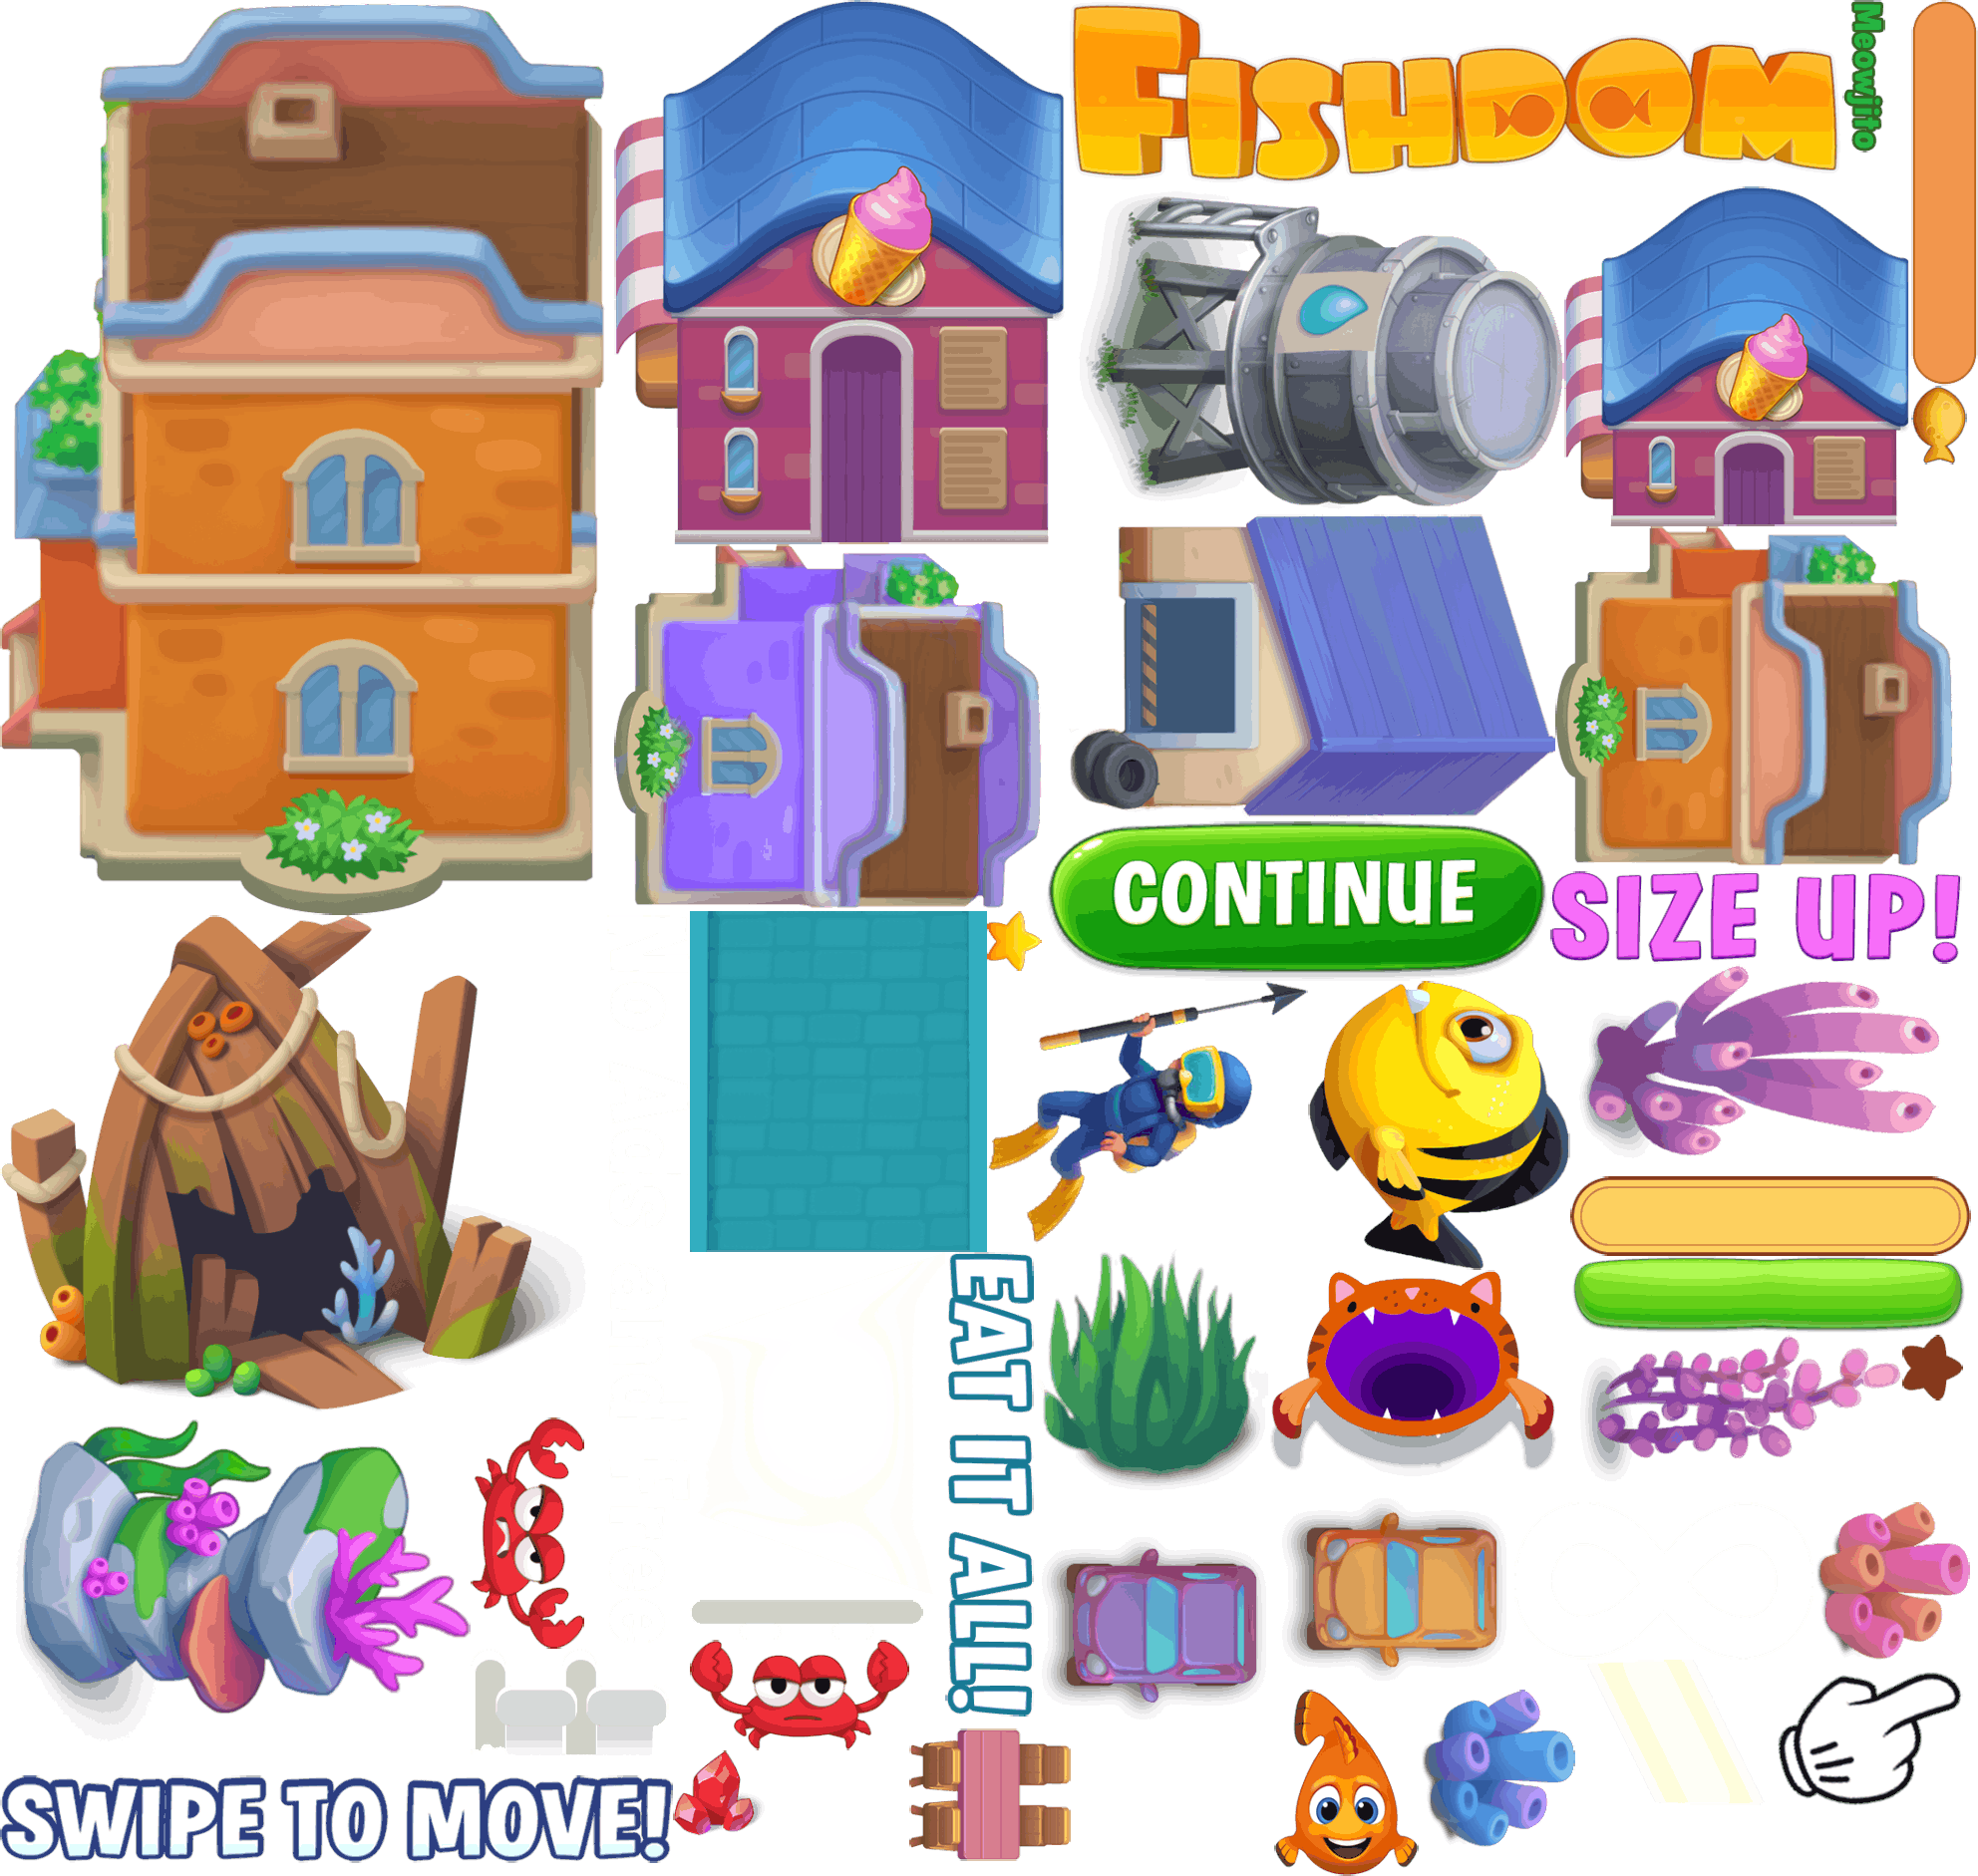 FISHDOM
Meowjito
CONTINUE
SIZE UP!
EAT IT ALL!
SWIPE TO MOVE!